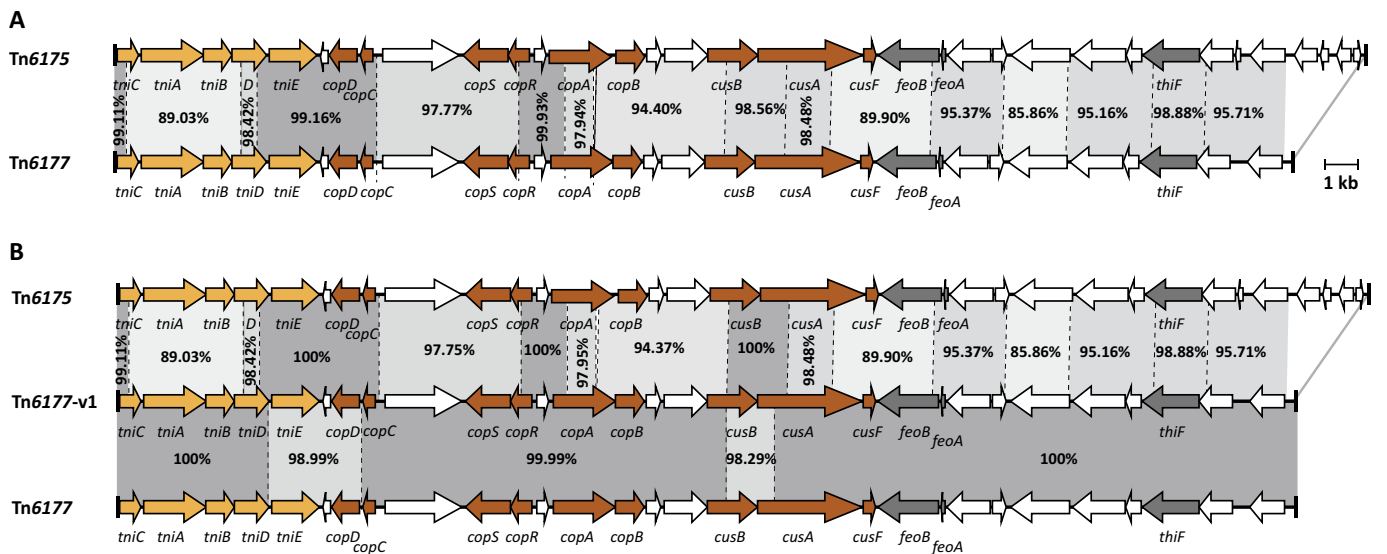 A
Tn6175
tniC tniA tniB D tniE copD copC copS copR copA copB cusB cusA cusF feoB feoA thiF
99.11% 89.03% 98.42% 99.16% 97.77% 99.93% 97.94% 94.40% 98.56% 98.48% 89.90% 95.37% 85.86% 95.16% 98.88% 95.71%
Tn6177
tniC tniA tniB tniD tniE copD copC copS copR copA copB cusB cusA cusF feoB feoA thiF
1 kb
B
Tn6175
tniC tniA tniB D tniE copD copC copS copR copA copB cusB cusA cusF feoB feoA thiF
99.11% 89.03% 98.42% 100% 97.75% 100% 97.95% 94.37% 100% 98.48% 89.90% 95.37% 85.86% 95.16% 98.88% 95.71%
Tn6177-v1
tniC tniA tniB tniD tniE copD copC copS copR copA copB cusB cusA cusF feoB feoA thiF
100% 98.99% 99.99% 98.29% 100%
Tn6177
tniC tniA tniB tniD tniE copD copC copS copR copA copB cusB cusA cusF feoB feoA thiF